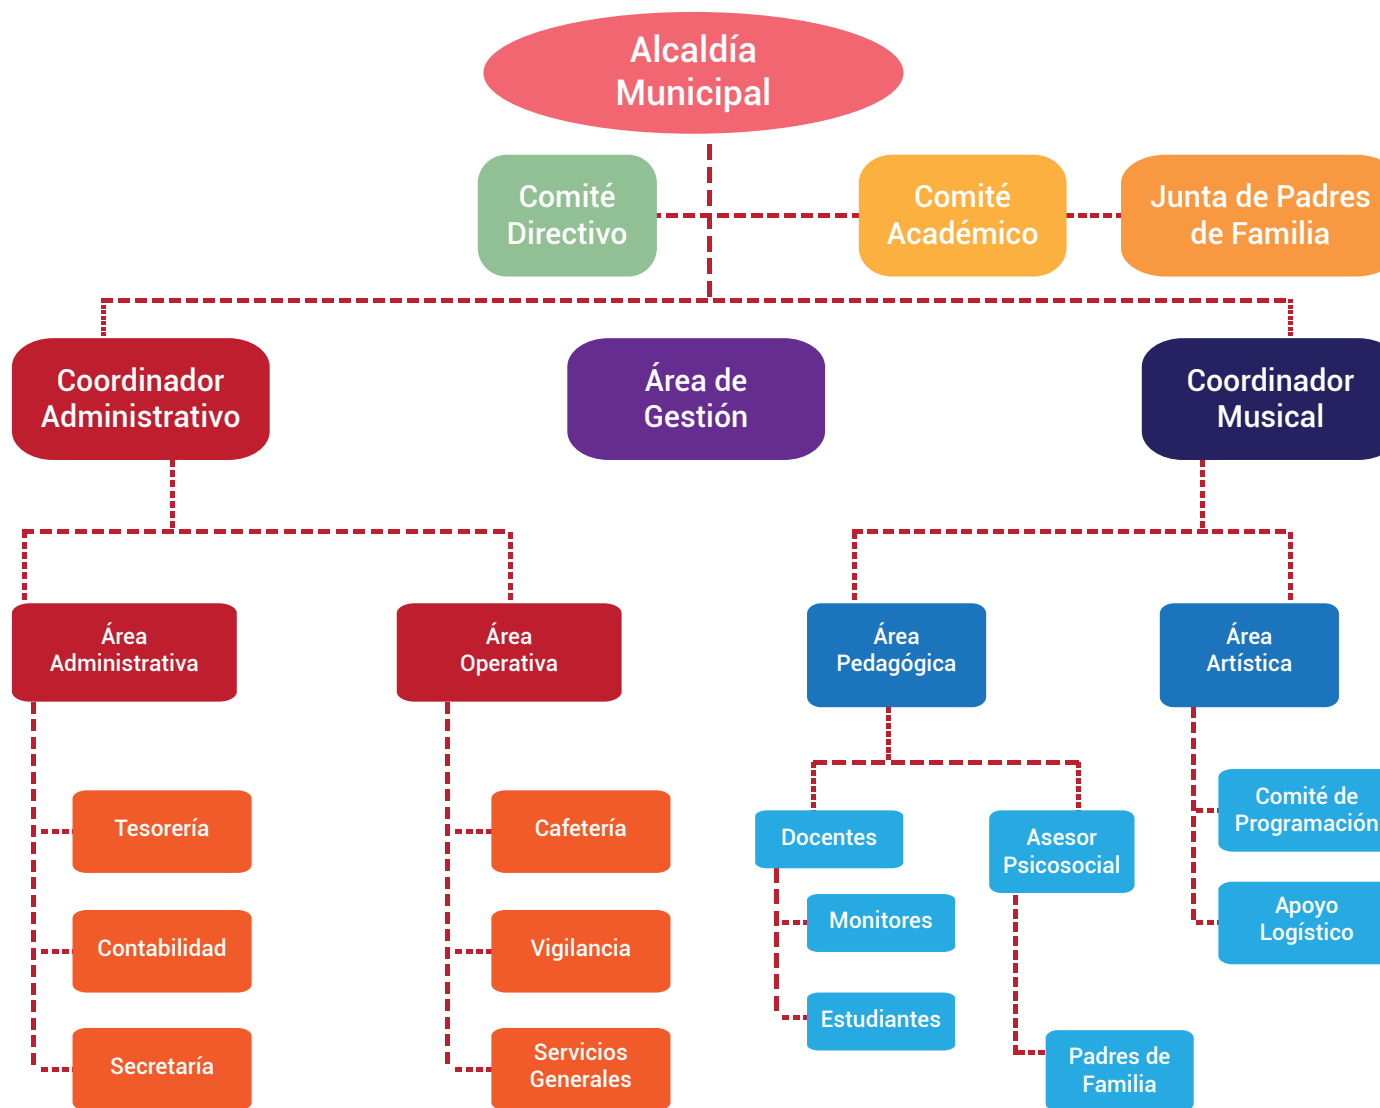 Alcaldía
Municipal
Comité
Directivo
Comité
Académico
Junta de Padres
de Familia
Coordinador
Administrativo
Área de
Gestión
Coordinador
Musical
Área
Administrativa
Área
Operativa
Área
Pedagógica
Área
Artística
Tesorería
Contabilidad
Secretaría
Cafetería
Vigilancia
Servicios
Generales
Docentes
Monitores
Estudiantes
Asesor
Psicosocial
Padres de
Familia
Comité de
Programación
Apoyo
Logístico